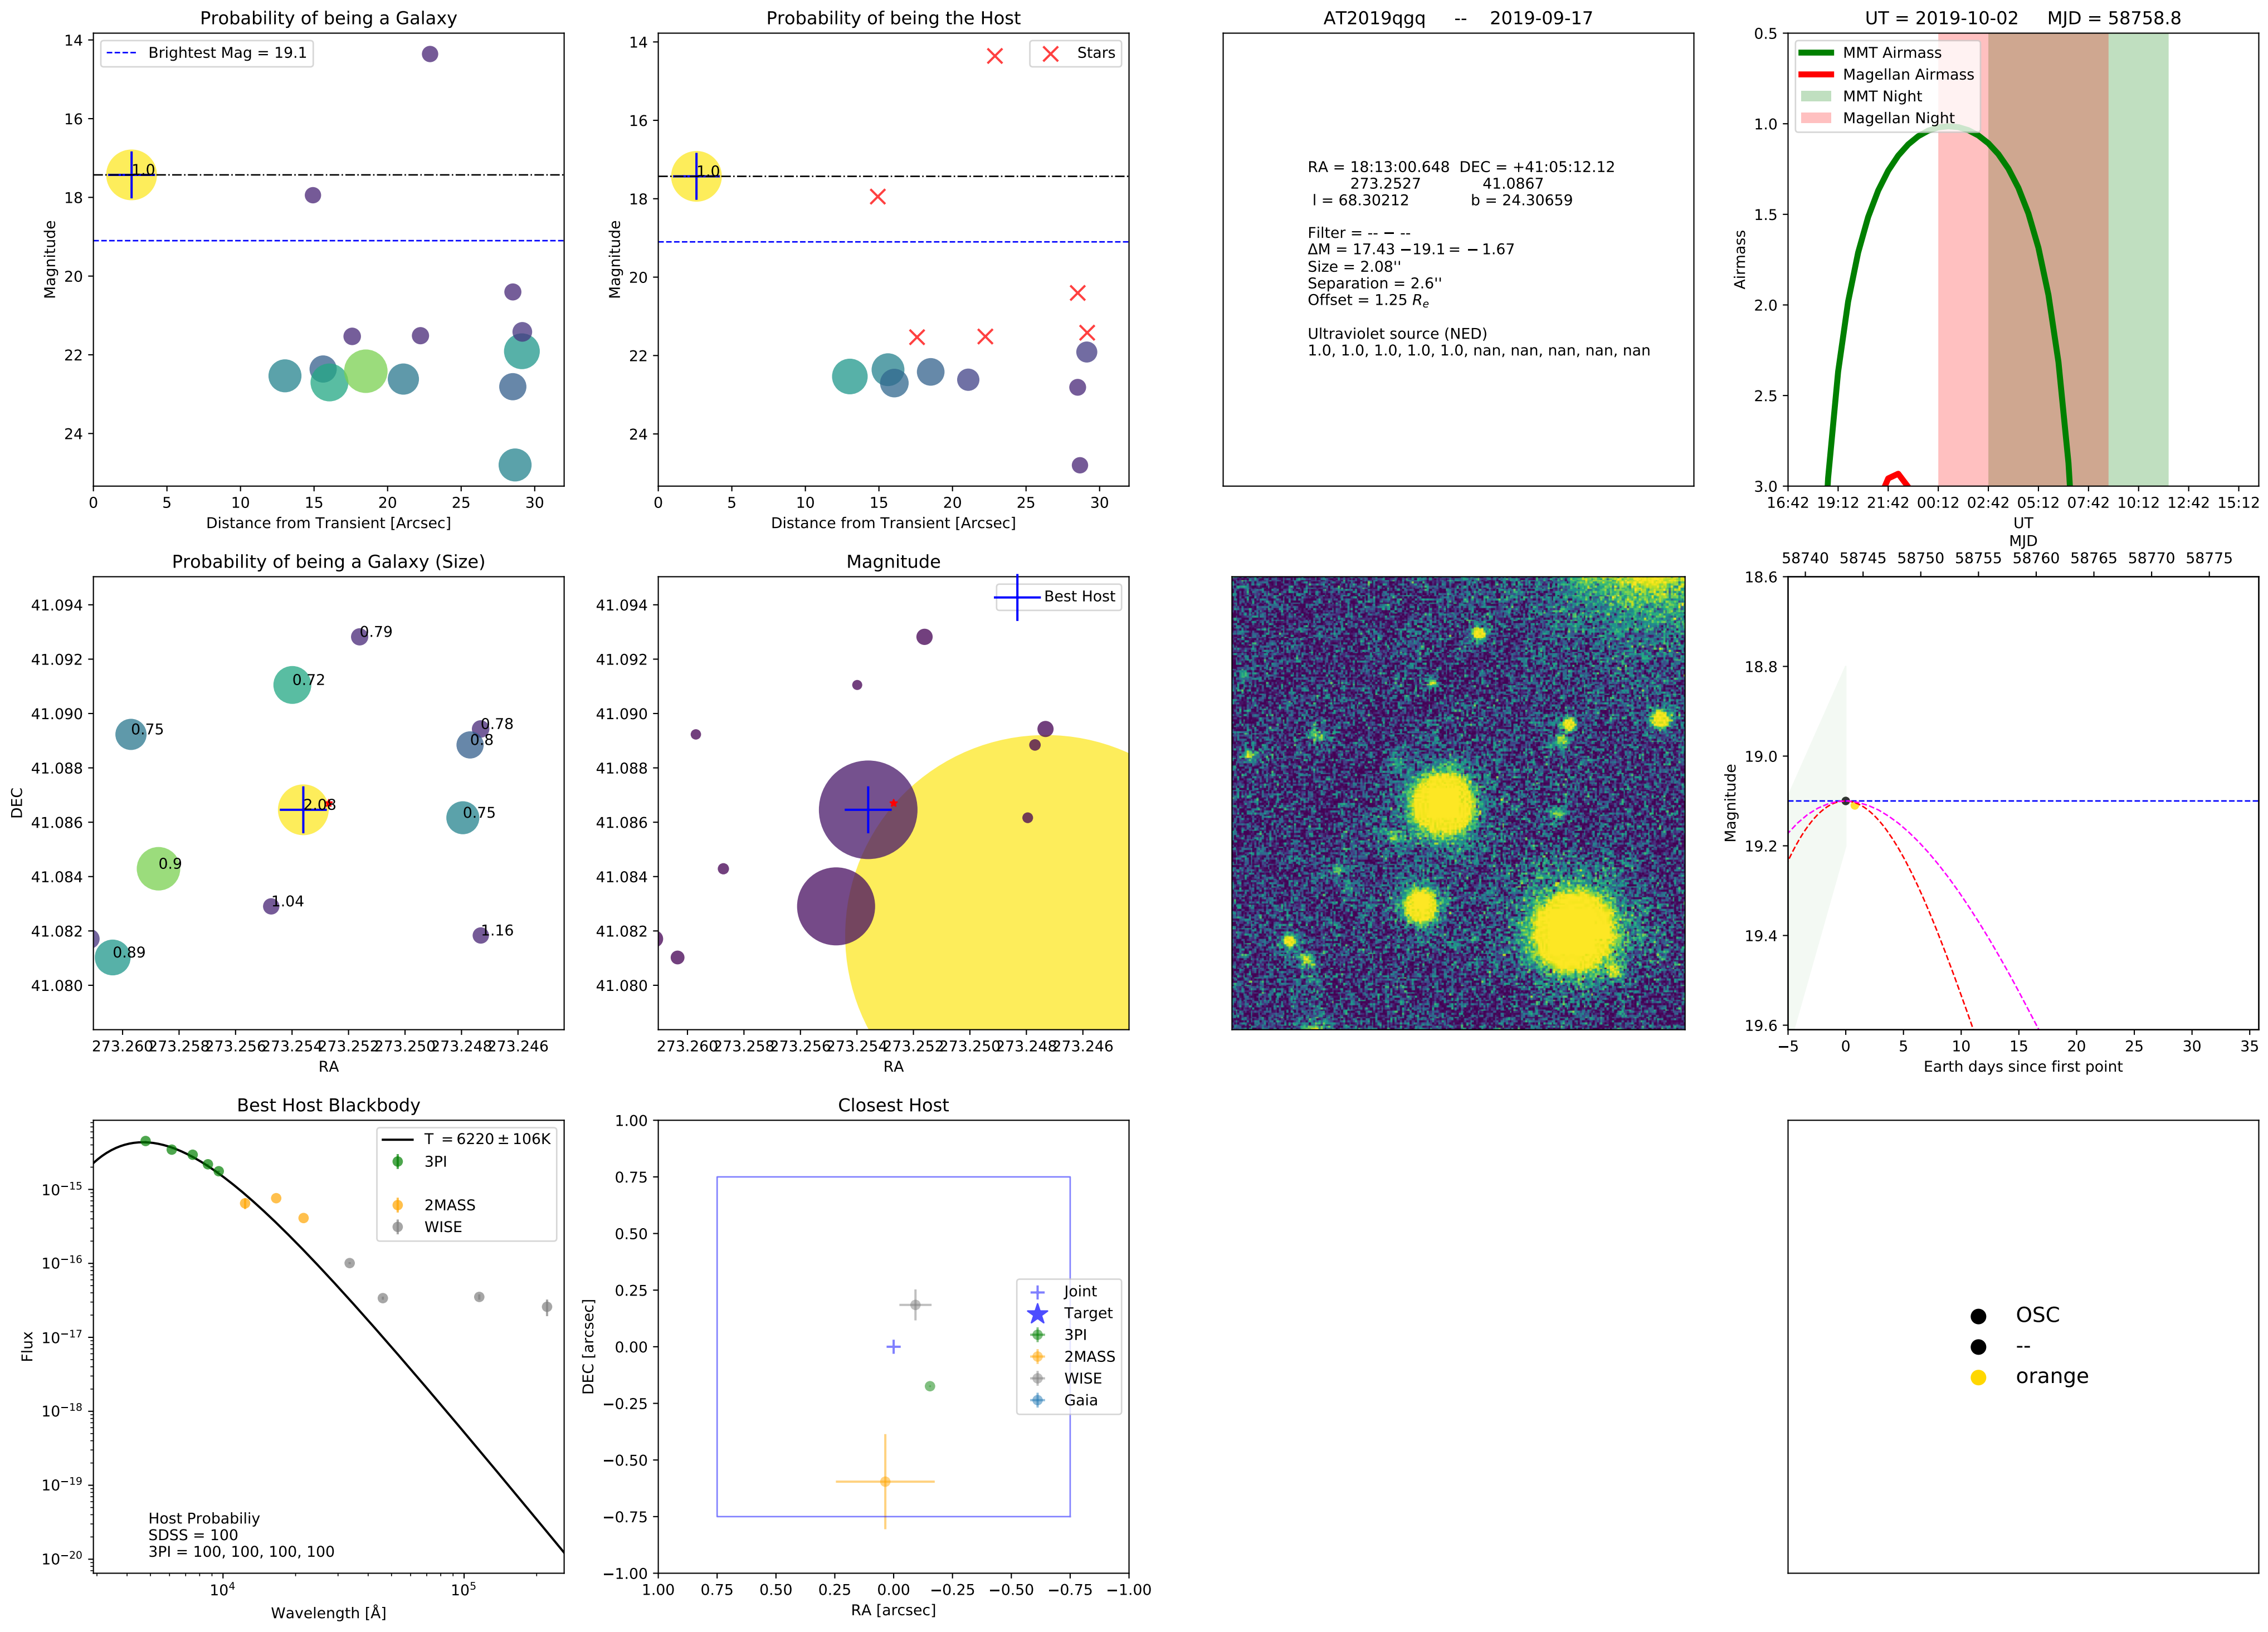 Probability of being a Galaxy
Brightest Mag = 19.1
1.0
14
16
18
20
22
24
Magnitude
0 5 10 15 20 25 30
Distance from Transient [Arcsec]
Probability of being the Host
Stars
1.0
14
16
18
20
22
24
Magnitude
0 5 10 15 20 25 30
Distance from Transient [Arcsec]
AT2019qgq -- 2019-09-17
RA = 18:13:00.648 DEC = +41:05:12.12
273.2527 41.0867
l = 68.30212 b = 24.30659
Filter = -- − --
ΔM = 17.43 −19.1 = −1.67
Size = 2.08''
Separation = 2.6''
Offset = 1.25 Re
Ultraviolet source (NED)
1.0, 1.0, 1.0, 1.0, 1.0, nan, nan, nan, nan, nan
UT = 2019-10-02 MJD = 58758.8
MMT Airmass
Magellan Airmass
MMT Night
Magellan Night
0.5
1.0
1.5
2.0
2.5
3.0
Airmass
16:42 19:12 21:42 00:12 02:42 05:12 07:42 10:12 12:42 15:12
UT
Probability of being a Galaxy (Size)
41.094
41.092
41.090
41.088
41.086
41.084
41.082
41.080
DEC
0.79
0.72
0.75
0.78
0.8
2.08
0.75
0.9
1.04
1.16
0.89
273.260 273.258 273.256 273.254 273.252 273.250 273.248 273.246
RA
Magnitude
Best Host
41.094
41.092
41.090
41.088
41.086
41.084
41.082
41.080
273.260 273.258 273.256 273.254 273.252 273.250 273.248 273.246
RA
MJD
58740 58745 58750 58755 58760 58765 58770 58775
18.6
18.8
19.0
19.2
19.4
19.6
Magnitude
−5 0 5 10 15 20 25 30 35
Earth days since first point
Best Host Blackbody
T = 6220 ± 106K
3PI
2MASS
WISE
10−15
10−16
10−17
10−18
10−19
10−20
Flux
Host Probabiliy
SDSS = 100
3PI = 100, 100, 100, 100
104 105
Wavelength [Å]
Closest Host
1.00
0.75
0.50
0.25
0.00
−0.25
−0.50
−0.75
−1.00
DEC [arcsec]
Joint
Target
3PI
2MASS
WISE
Gaia
1.00 0.75 0.50 0.25 0.00 −0.25 −0.50 −0.75 −1.00
RA [arcsec]
OSC
--
orange